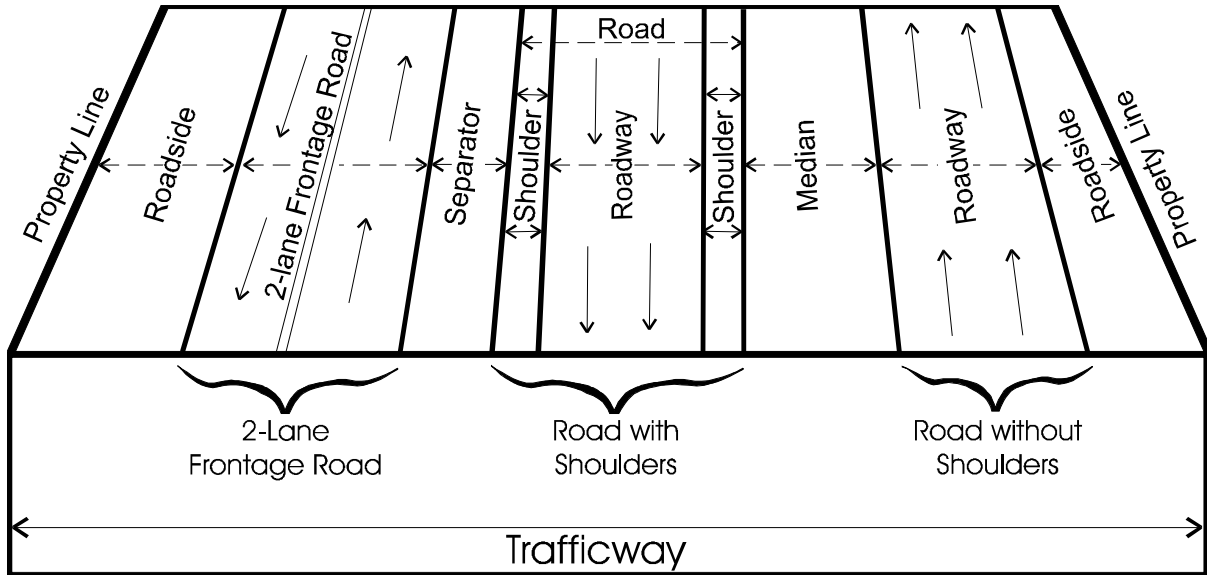 Road
Property Line
Roadside
2-lane Frontage Road
Separator
Shoulder
Roadway
Shoulder
Median
Roadway
Roadside
Property Line
2-Lane
Frontage Road
Road with
Shoulders
Road without
Shoulders
Trafficway